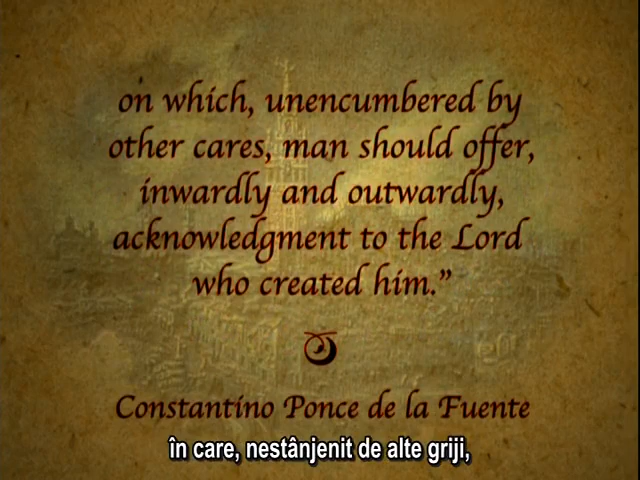 on which, unencumbered by
other cares, man should offer,
inwardly and outwardly,
acknowledgment to the Lord
who created him.”
Constantino Ponce de la Fuente
în care, nestânjenit de alte griji,